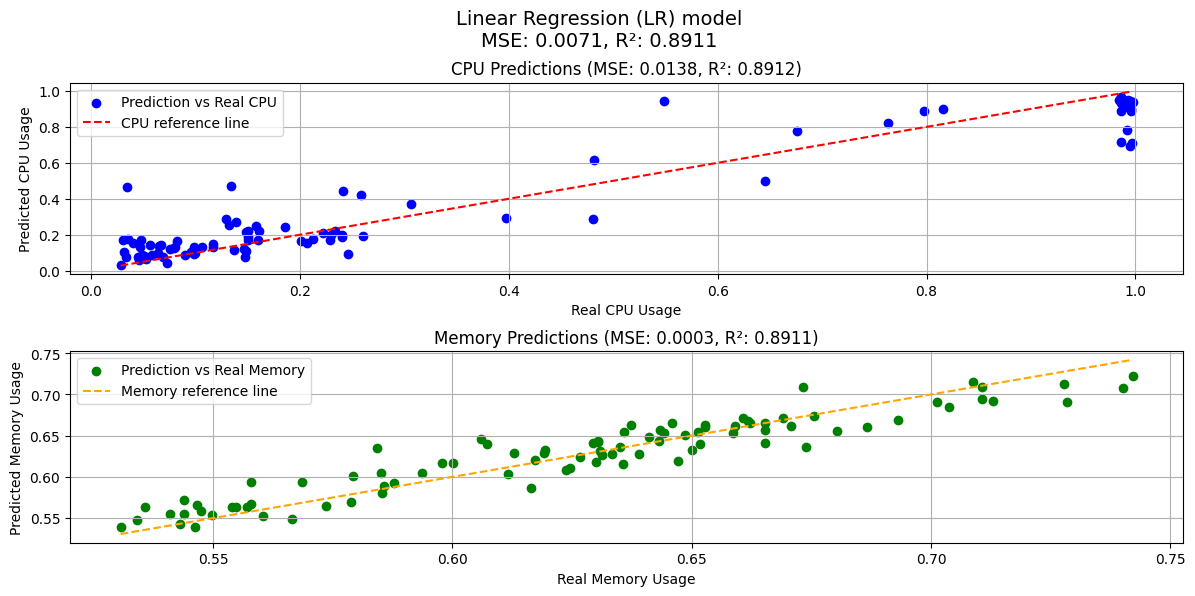 Linear Regression (LR) model
MSE: 0.0071, R²: 0.8911
CPU Predictions (MSE: 0.0138, R²: 0.8912)
Predicted CPU Usage
1.0
0.8
0.6
0.4
0.2
0.0
Prediction vs Real CPU
CPU reference line
0.0 0.2 0.4 0.6 0.8 1.0
Real CPU Usage
Memory Predictions (MSE: 0.0003, R²: 0.8911)
Predicted Memory Usage
0.75
0.70
0.65
0.60
0.55
Prediction vs Real Memory
Memory reference line
0.55 0.60 0.65 0.70 0.75
Real Memory Usage